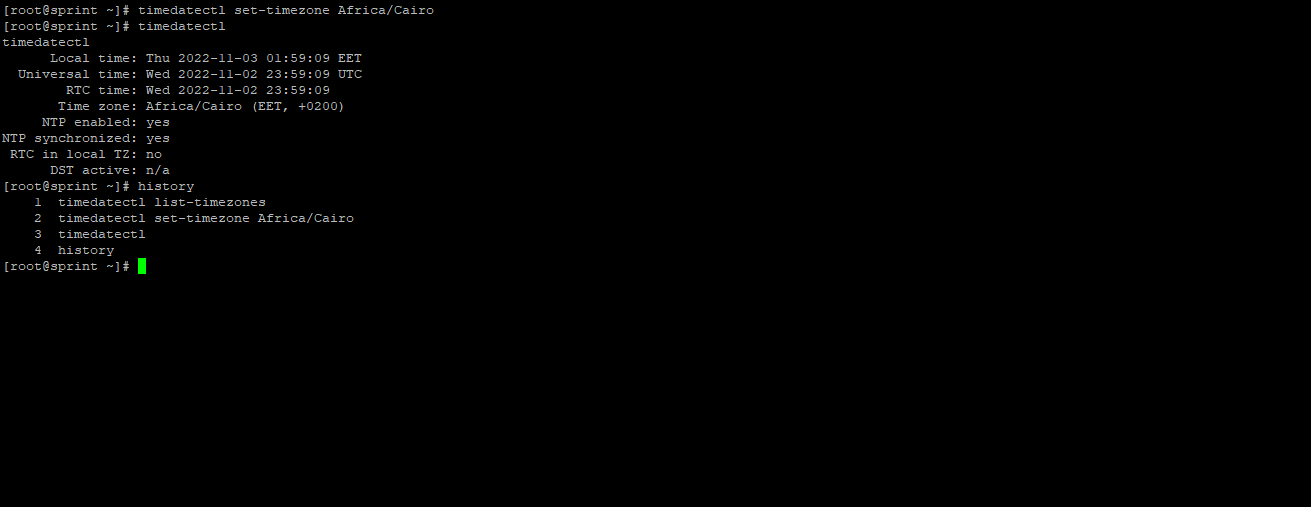 [root@sprint ~]# timedatectl set-timezone Africa/Cairo
[root@sprint ~]# timedatectl
timedatectl
      Local time: Thu 2022-11-03 01:59:09 EET
  Universal time: Wed 2022-11-02 23:59:09 UTC
        RTC time: Wed 2022-11-02 23:59:09
       Time zone: Africa/Cairo (EET, +0200)
     NTP enabled: yes
NTP synchronized: yes
 RTC in local TZ: no
      DST active: n/a
[root@sprint ~]# history
    1  timedatectl list-timezones
    2  timedatectl set-timezone Africa/Cairo
    3  timedatectl
    4  history
[root@sprint ~]#